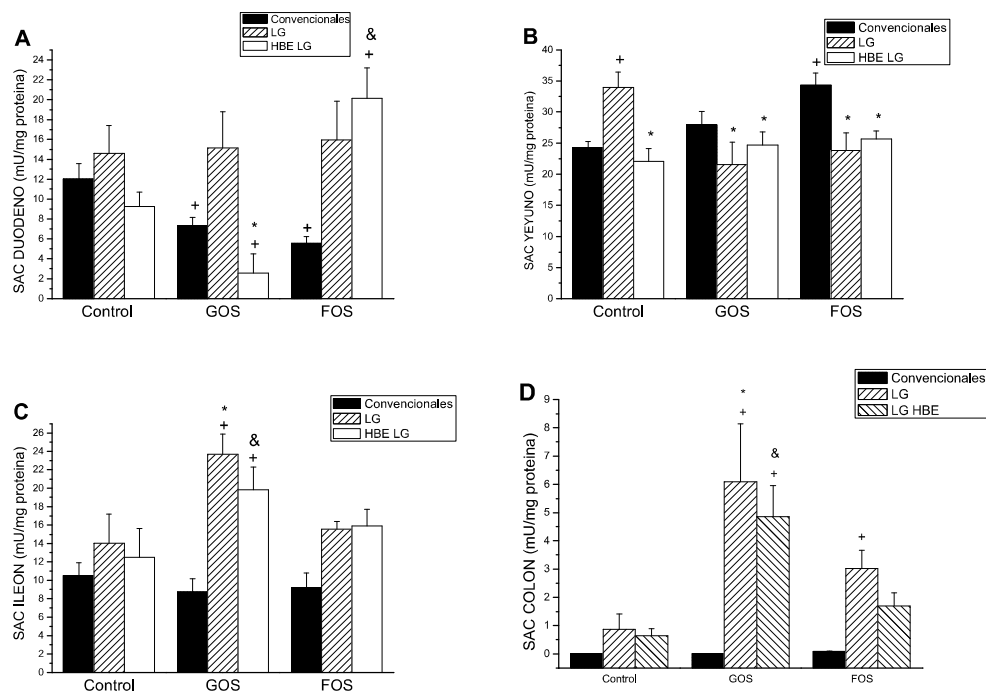 A
Convencionales
LG
HBE LG
SAC DUODENO (mU/mg proteina)
24
22
20
18
16
14
12
10
8
6
4
2
0
+
*
+
+
&
+
Control GOS FOS
B
Convencionales
LG
HBE LG
SAC YEYUNO (mU/mg proteina)
40
35
30
25
20
15
10
5
0
+
*
*
*
+
*
*
Control GOS FOS
C
Convencionales
LG
HBE LG
SAC ILEON (mU/mg proteina)
26
24
22
20
18
16
14
12
10
8
6
4
2
0
*
+
&
+
Control GOS FOS
D
Convencionales
LG
LG HBE
SAC COLON (mU/mg proteina)
9
8
7
6
5
4
3
2
1
0
*
+
&
+
+
Control GOS FOS